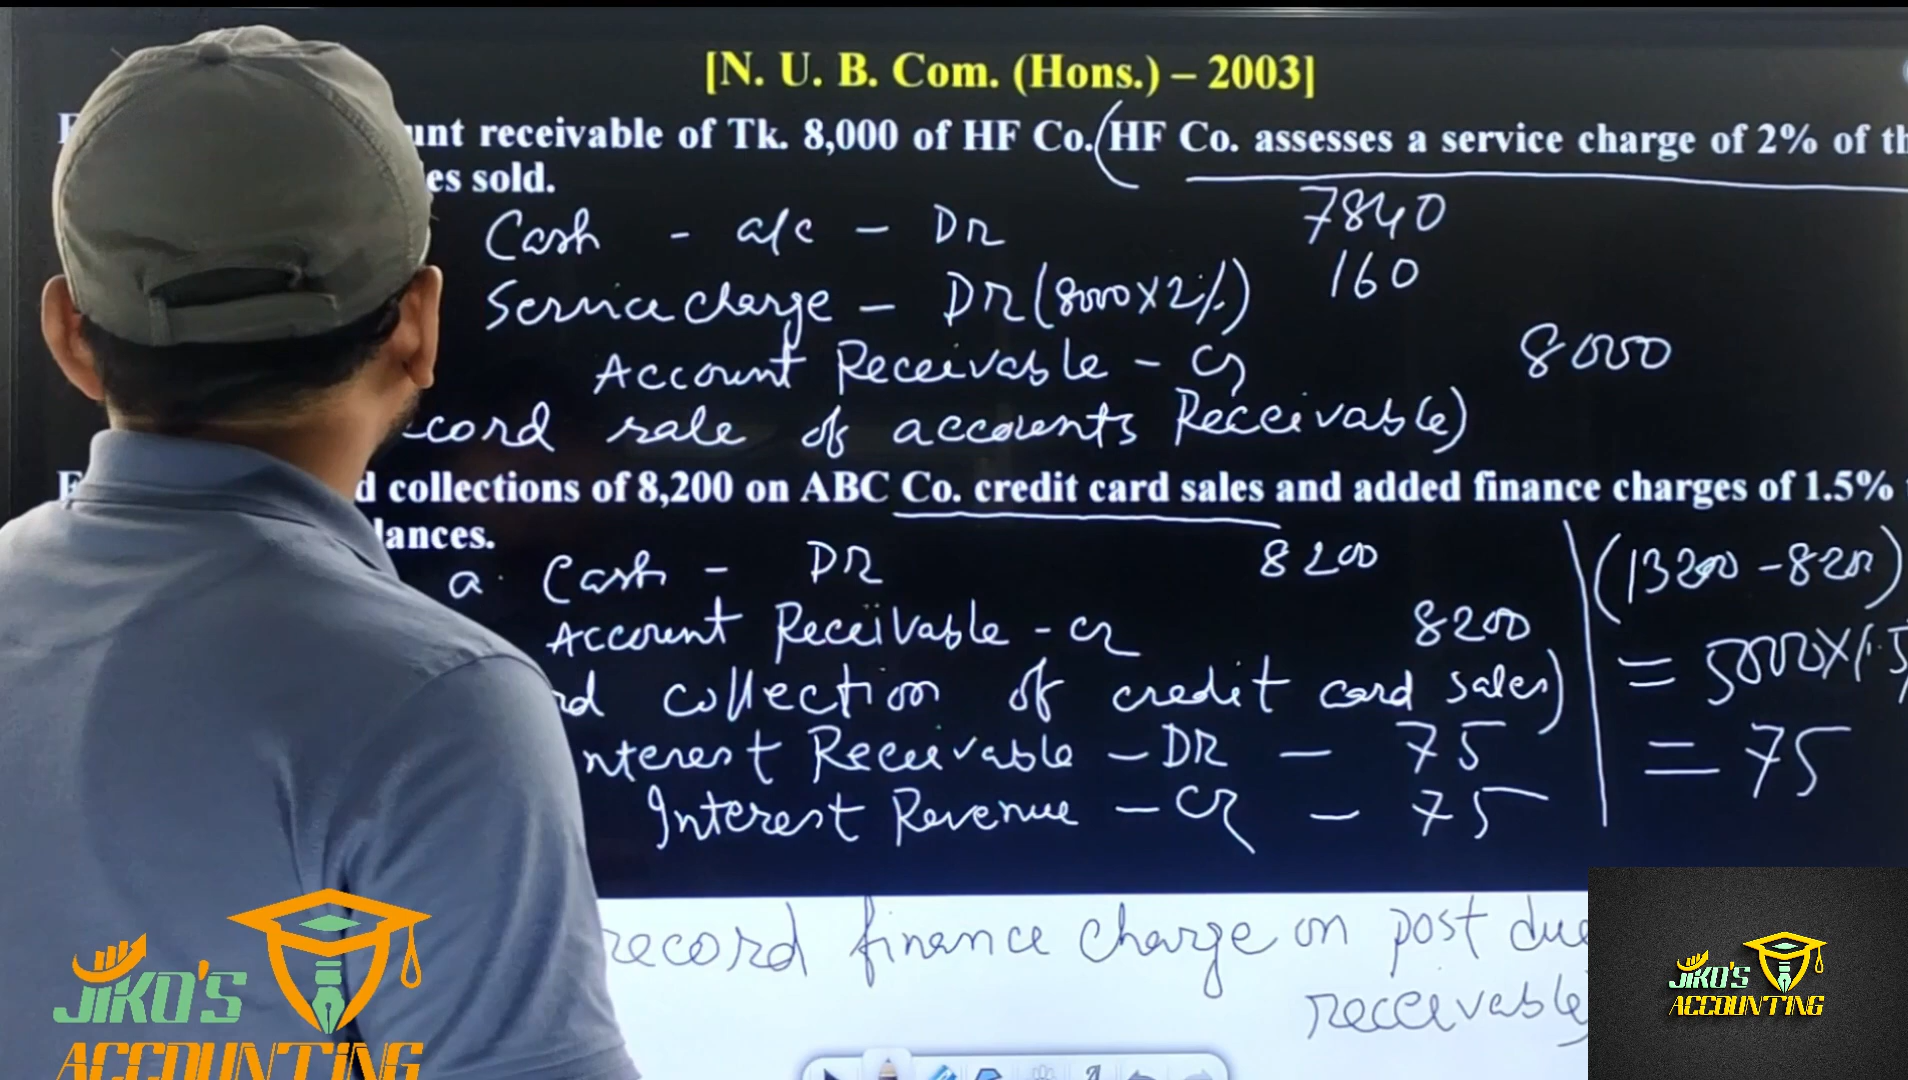 [N. U. B. Com. (Hons.) – 2003]
unt receivable of Tk. 8,000 of HF Co. (HF Co. assesses a service charge of 2% of th
es sold.
Cash - a/c - DR 7840
Service charge - DR (8000 x 2%) 160
Account Receivable - Cr 8000
cord sale of accounts Receivable)
d collections of 8,200 on ABC Co. credit card sales and added finance charges of 1.5%
lances.
a. Cash - DR 8200
Account Receivable - cr 8200
rd collection of credit card sales)
nterest Receivable - DR - 75
Interest Revenue - CR - 75
(13200 - 8200)
= 5000 x 1.5%
= 75
record finance charge on post due
receivable)
JIKO'S
ACCOUNTING
JIKO'S
ACCOUNTING